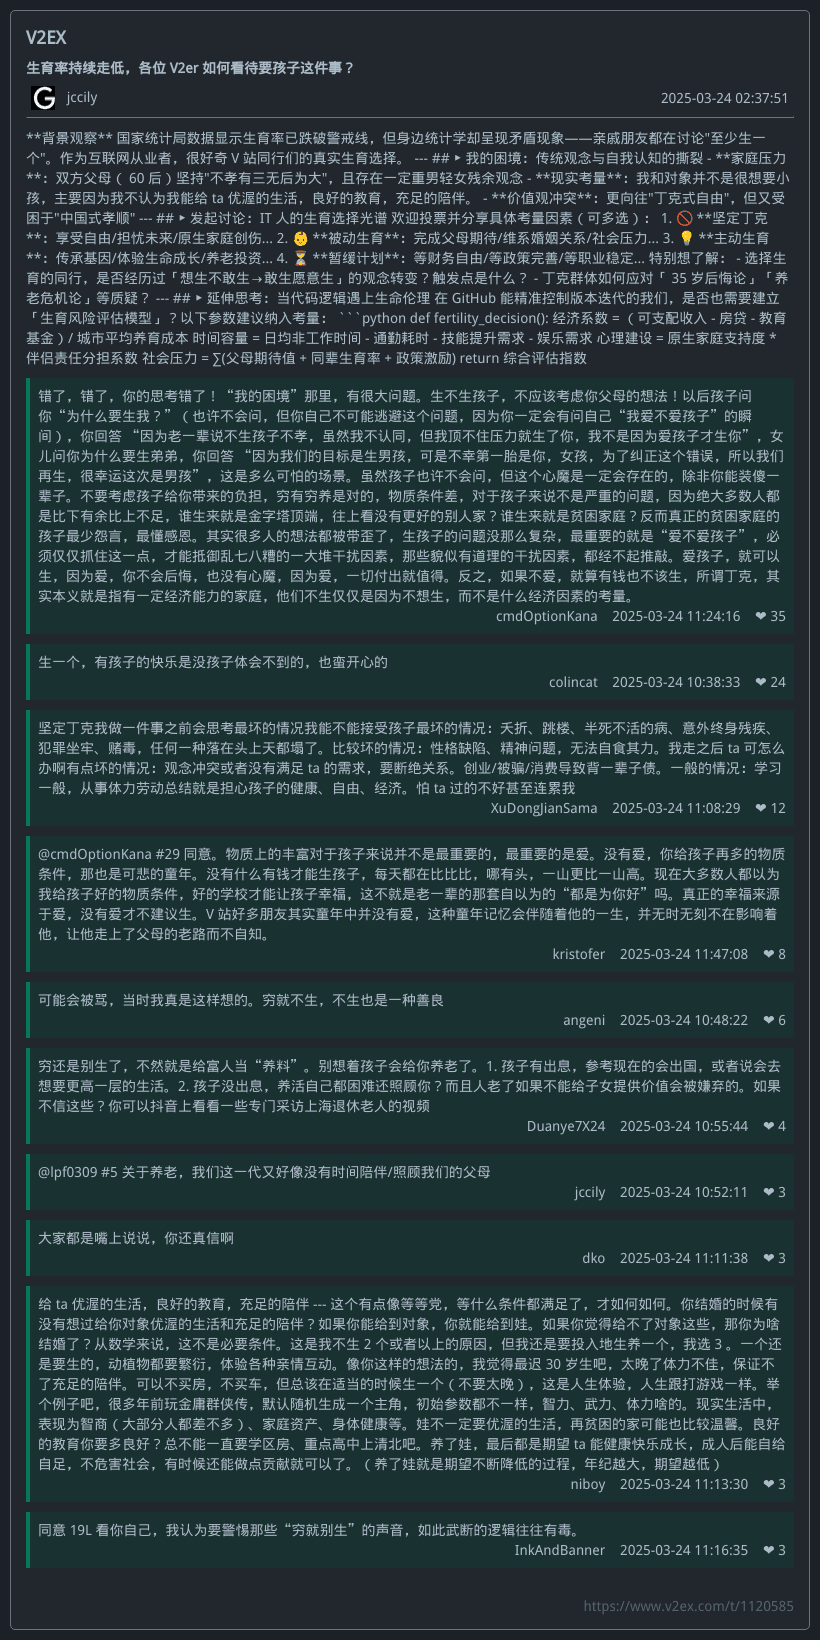 V2EX
生育率持续走低，各位 V2er 如何看待要孩子这件事？
jccily 2025-03-24 02:37:51
**背景观察** 国家统计局数据显示生育率已跌破警戒线，但身边统计学却呈现矛盾现象——亲戚朋友都在讨论"至少生一
个"。作为互联网从业者，很好奇 V 站同行们的真实生育选择。 --- ## ▸ 我的困境：传统观念与自我认知的撕裂 - **家庭压力
**：双方父母（ 60 后）坚持"不孝有三无后为大"，且存在一定重男轻女残余观念 - **现实考量**：我和对象并不是很想要小
孩，主要因为我不认为我能给 ta 优渥的生活，良好的教育，充足的陪伴。 - **价值观冲突**：更向往"丁克式自由"，但又受
困于"中国式孝顺" --- ## ▸ 发起讨论：IT 人的生育选择光谱 欢迎投票并分享具体考量因素（可多选）： 1. 🚫 **坚定丁克
**：享受自由/担忧未来/原生家庭创伤... 2. 👶 **被动生育**：完成父母期待/维系婚姻关系/社会压力... 3. 💡 **主动生育
**：传承基因/体验生命成长/养老投资... 4. ⏳ **暂缓计划**：等财务自由/等政策完善/等职业稳定... 特别想了解： - 选择生
育的同行，是否经历过「想生不敢生→敢生愿意生」的观念转变？触发点是什么？ - 丁克群体如何应对「 35 岁后悔论」「养
老危机论」等质疑？ --- ## ▸ 延伸思考：当代码逻辑遇上生命伦理 在 GitHub 能精准控制版本迭代的我们，是否也需要建立
「生育风险评估模型」？以下参数建议纳入考量： ```python def fertility_decision(): 经济系数 = （ 可支配收入 - 房贷 - 教育
基金 ）/ 城市平均养育成本 时间容量 = 日均非工作时间 - 通勤耗时 - 技能提升需求 - 娱乐需求 心理建设 = 原生家庭支持度 *
伴侣责任分担系数 社会压力 = ∑(父母期待值 + 同辈生育率 + 政策激励) return 综合评估指数
错了，错了，你的思考错了！“我的困境”那里，有很大问题。生不生孩子，不应该考虑你父母的想法！以后孩子问
你“为什么要生我？”（也许不会问，但你自己不可能逃避这个问题，因为你一定会有问自己“我爱不爱孩子”的瞬
间），你回答 “因为老一辈说不生孩子不孝，虽然我不认同，但我顶不住压力就生了你，我不是因为爱孩子才生你”，女
儿问你为什么要生弟弟，你回答 “因为我们的目标是生男孩，可是不幸第一胎是你，女孩，为了纠正这个错误，所以我们
再生，很幸运这次是男孩”，这是多么可怕的场景。虽然孩子也许不会问，但这个心魔是一定会存在的，除非你能装傻一
辈子。不要考虑孩子给你带来的负担，穷有穷养是对的，物质条件差，对于孩子来说不是严重的问题，因为绝大多数人都
是比下有余比上不足，谁生来就是金字塔顶端，往上看没有更好的别人家？谁生来就是贫困家庭？反而真正的贫困家庭的
孩子最少怨言，最懂感恩。其实很多人的想法都被带歪了，生孩子的问题没那么复杂，最重要的就是“爱不爱孩子”，必
须仅仅抓住这一点，才能抵御乱七八糟的一大堆干扰因素，那些貌似有道理的干扰因素，都经不起推敲。爱孩子，就可以
生，因为爱，你不会后悔，也没有心魔，因为爱，一切付出就值得。反之，如果不爱，就算有钱也不该生，所谓丁克，其
实本义就是指有一定经济能力的家庭，他们不生仅仅是因为不想生，而不是什么经济因素的考量。
cmdOptionKana 2025-03-24 11:24:16 ❤ 35
生一个，有孩子的快乐是没孩子体会不到的，也蛮开心的
colincat 2025-03-24 10:38:33 ❤ 24
坚定丁克我做一件事之前会思考最坏的情况我能不能接受孩子最坏的情况：夭折、跳楼、半死不活的病、意外终身残疾、
犯罪坐牢、赌毒，任何一种落在头上天都塌了。比较坏的情况：性格缺陷、精神问题，无法自食其力。我走之后 ta 可怎么
办啊有点坏的情况：观念冲突或者没有满足 ta 的需求，要断绝关系。创业/被骗/消费导致背一辈子债。一般的情况：学习
一般，从事体力劳动总结就是担心孩子的健康、自由、经济。怕 ta 过的不好甚至连累我
XuDongJianSama 2025-03-24 11:08:29 ❤ 12
@cmdOptionKana #29 同意。物质上的丰富对于孩子来说并不是最重要的，最重要的是爱。没有爱，你给孩子再多的物质
条件，那也是可悲的童年。没有什么有钱才能生孩子，每天都在比比比，哪有头，一山更比一山高。现在大多数人都以为
我给孩子好的物质条件，好的学校才能让孩子幸福，这不就是老一辈的那套自以为的“都是为你好”吗。真正的幸福来源
于爱，没有爱才不建议生。V 站好多朋友其实童年中并没有爱，这种童年记忆会伴随着他的一生，并无时无刻不在影响着
他，让他走上了父母的老路而不自知。
kristofer 2025-03-24 11:47:08 ❤ 8
可能会被骂，当时我真是这样想的。穷就不生，不生也是一种善良
angeni 2025-03-24 10:48:22 ❤ 6
穷还是别生了，不然就是给富人当“养料”。别想着孩子会给你养老了。1. 孩子有出息，参考现在的会出国，或者说会去
想要更高一层的生活。2. 孩子没出息，养活自己都困难还照顾你？而且人老了如果不能给子女提供价值会被嫌弃的。如果
不信这些？你可以抖音上看看一些专门采访上海退休老人的视频
Duanye7X24 2025-03-24 10:55:44 ❤ 4
@lpf0309 #5 关于养老，我们这一代又好像没有时间陪伴/照顾我们的父母
jccily 2025-03-24 10:52:11 ❤ 3
大家都是嘴上说说，你还真信啊
dko 2025-03-24 11:11:38 ❤ 3
给 ta 优渥的生活，良好的教育，充足的陪伴 --- 这个有点像等等党，等什么条件都满足了，才如何如何。你结婚的时候有
没有想过给你对象优渥的生活和充足的陪伴？如果你能给到对象，你就能给到娃。如果你觉得给不了对象这些，那你为啥
结婚了？从数学来说，这不是必要条件。这是我不生 2 个或者以上的原因，但我还是要投入地生养一个，我选 3 。一个还
是要生的，动植物都要繁衍，体验各种亲情互动。像你这样的想法的，我觉得最迟 30 岁生吧，太晚了体力不佳，保证不
了充足的陪伴。可以不买房，不买车，但总该在适当的时候生一个（不要太晚），这是人生体验，人生跟打游戏一样。举
个例子吧，很多年前玩金庸群侠传，默认随机生成一个主角，初始参数都不一样，智力、武力、体力啥的。现实生活中，
表现为智商（大部分人都差不多）、家庭资产、身体健康等。娃不一定要优渥的生活，再贫困的家可能也比较温馨。良好
的教育你要多良好？总不能一直要学区房、重点高中上清北吧。养了娃，最后都是期望 ta 能健康快乐成长，成人后能自给
自足，不危害社会，有时候还能做点贡献就可以了。（ 养了娃就是期望不断降低的过程，年纪越大，期望越低 ）
niboy 2025-03-24 11:13:30 ❤ 3
同意 19L 看你自己，我认为要警惕那些“穷就别生”的声音，如此武断的逻辑往往有毒。
InkAndBanner 2025-03-24 11:16:35 ❤ 3
https://www.v2ex.com/t/1120585